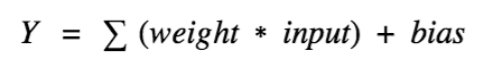 Y = ∑ (weight * input) + bias